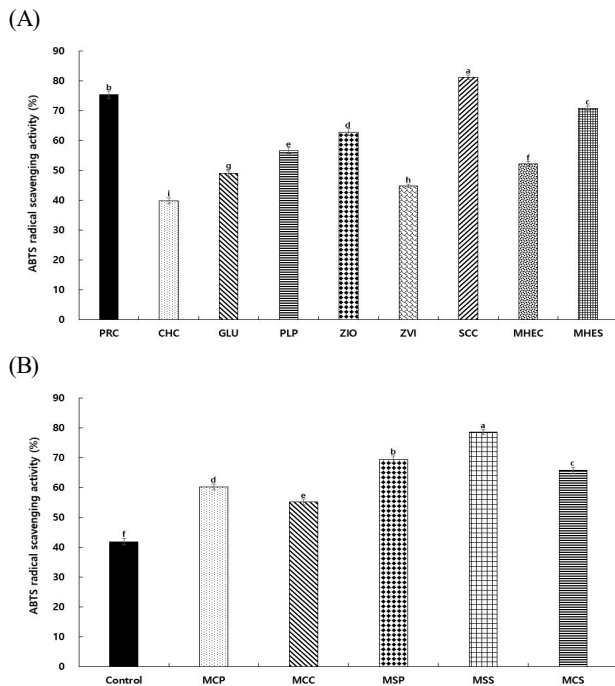 (A)
ABTS radical scavenging activity (%)
90
80
70
60
50
40
30
20
10
0
b
i
g
e
d
h
a
f
c
PRC CHC GLU PLP ZIO ZVI SCC MHEC MHES
(B)
ABTS radical scavenging activity (%)
90
80
70
60
50
40
30
20
10
0
f
d
e
b
a
c
Control MCP MCC MSP MSS MCS